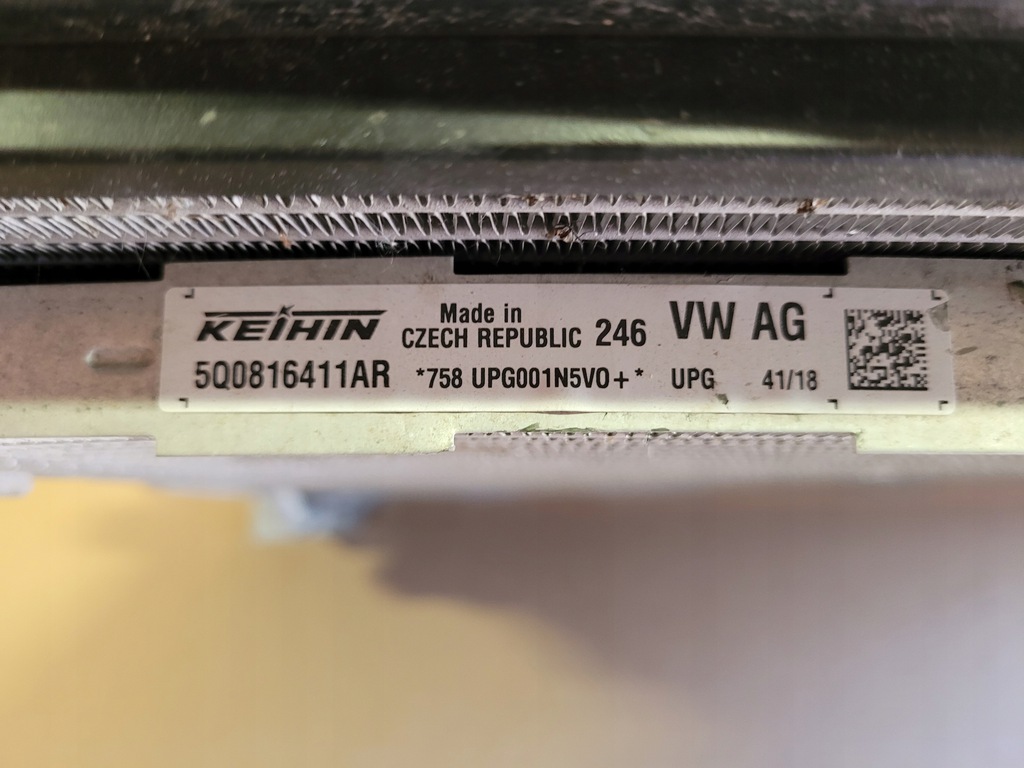 KEIHIN Made in CZECH REPUBLIC 246 VW AG
5Q0816411AR *758 UPG001N5VO+* UPG 41/18